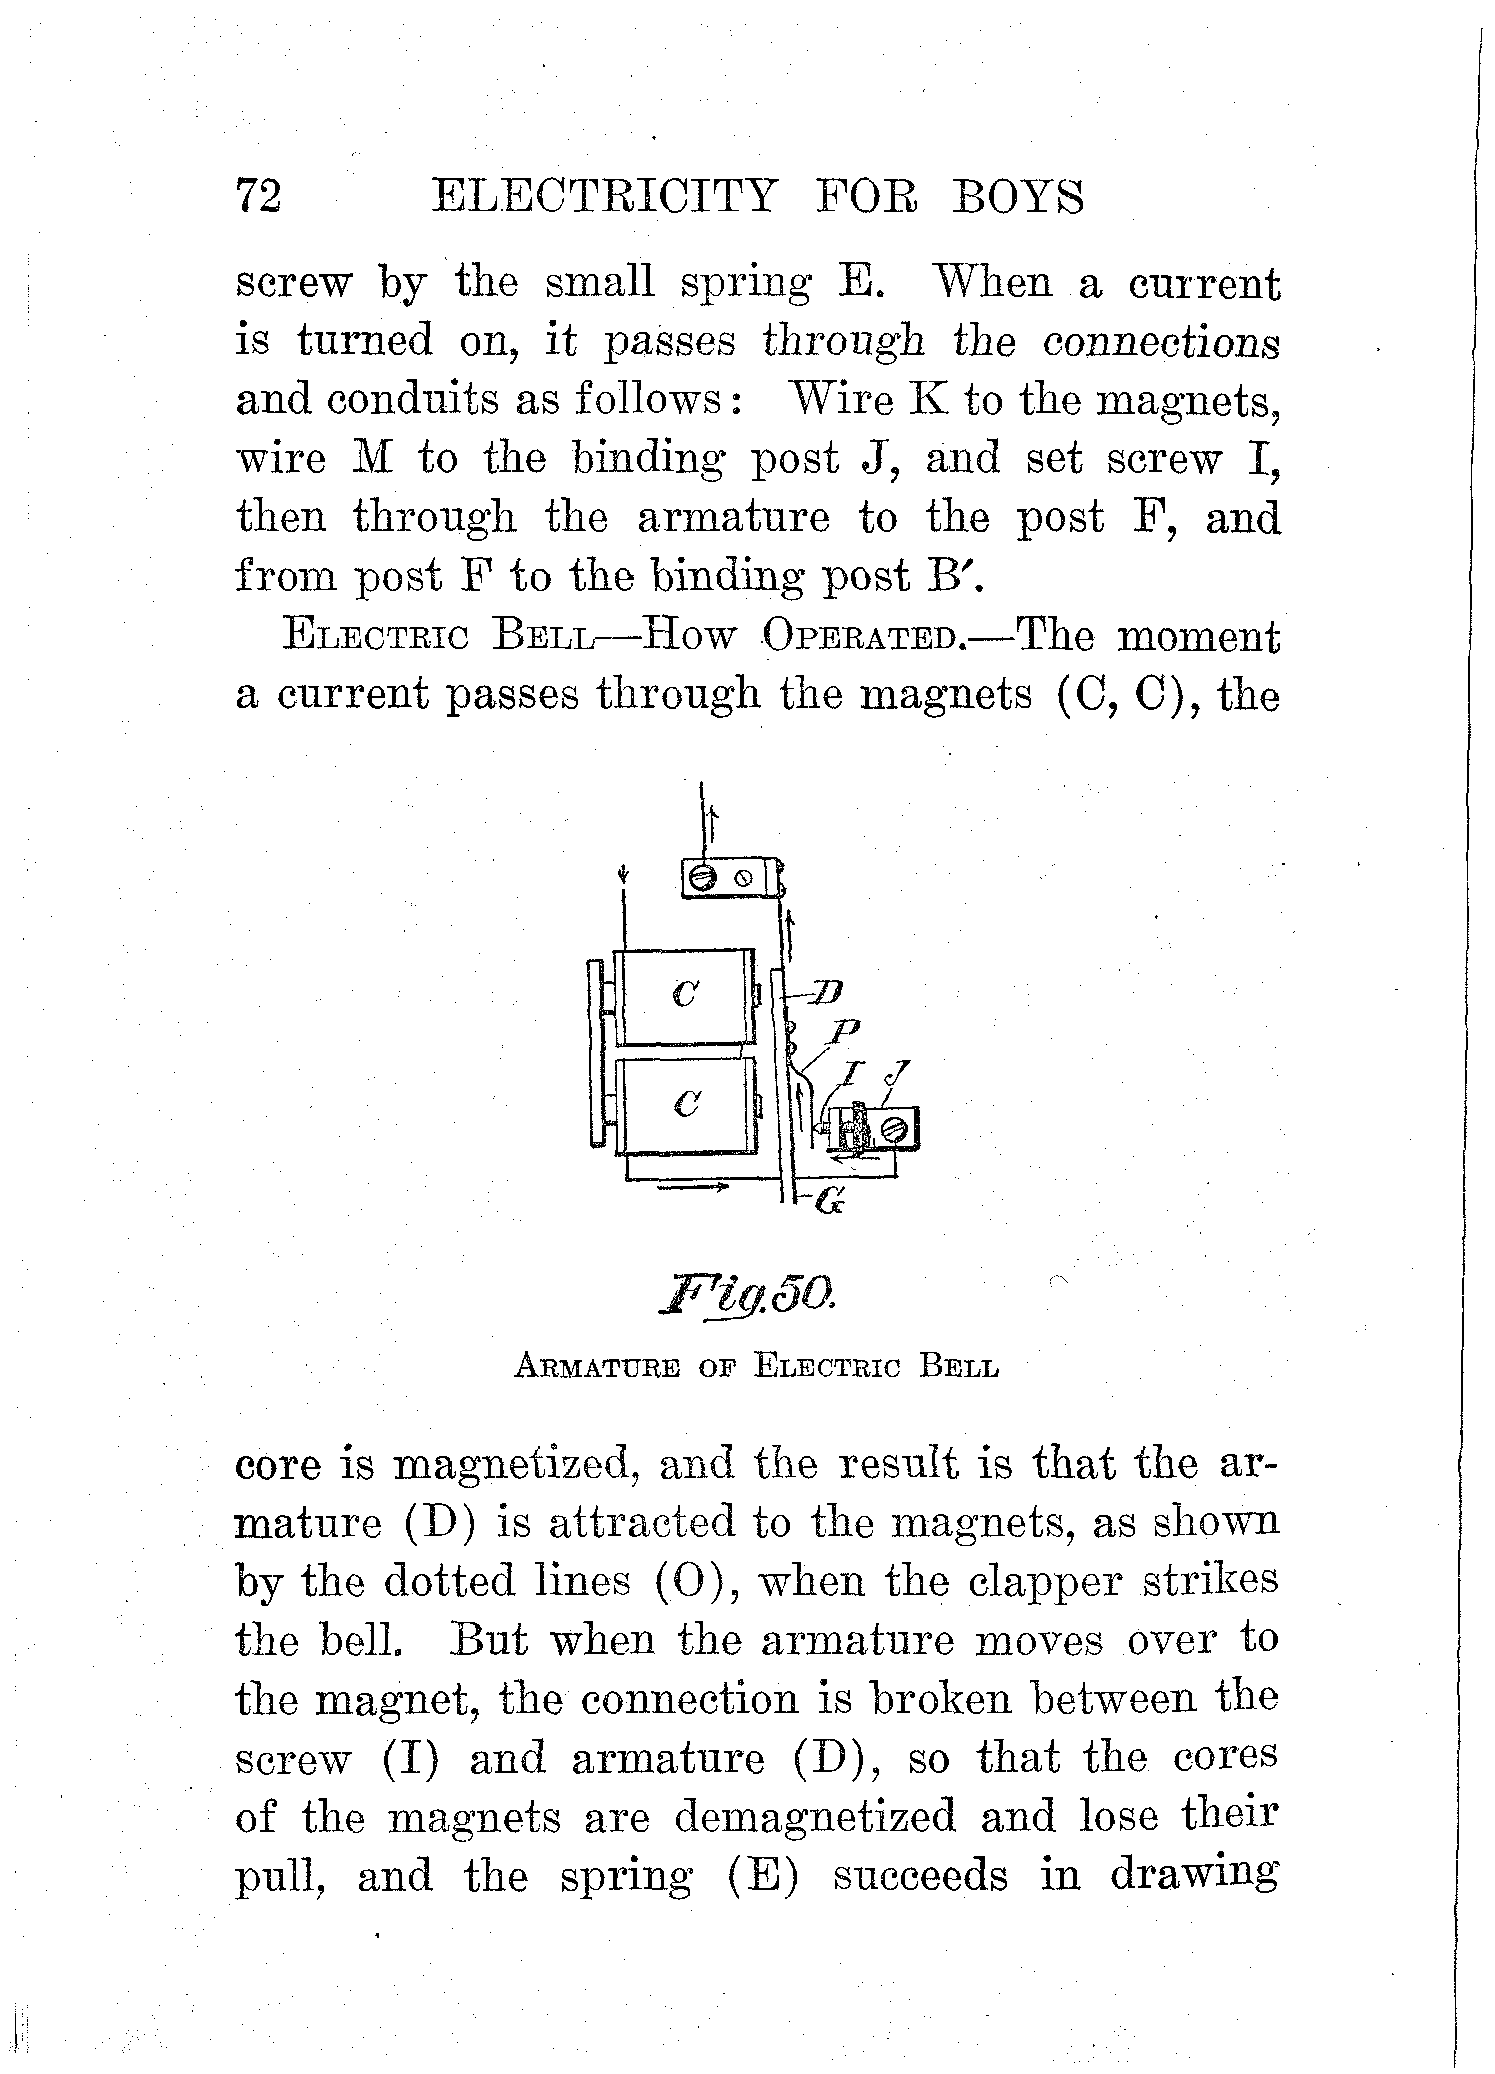 72 ELECTRICITY FOR BOYS
screw by the small spring E. When a current
is turned on, it passes through the connections
and conduits as follows: Wire K to the magnets,
wire M to the binding post J, and set screw I,
then through the armature to the post F, and
from post F to the binding post B′.
ELECTRIC BELL—HOW OPERATED.—The moment
a current passes through the magnets (C, C), the
C
D
P
I J
C
G
Fig. 50.
ARMATURE OF ELECTRIC BELL
core is magnetized, and the result is that the ar-
mature (D) is attracted to the magnets, as shown
by the dotted lines (O), when the clapper strikes
the bell. But when the armature moves over to
the magnet, the connection is broken between the
screw (I) and armature (D), so that the cores
of the magnets are demagnetized and lose their
pull, and the spring (E) succeeds in drawing